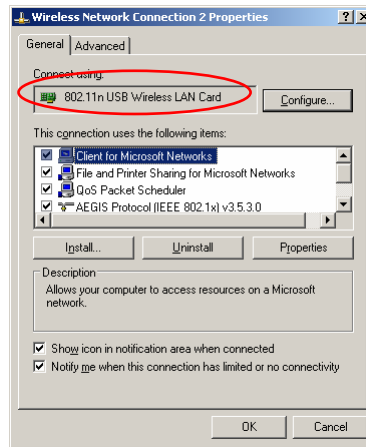 Wireless Network Connection 2 Properties
General Advanced
Connect using:
802.11n USB Wireless LAN Card Configure...
This connection uses the following items:
Client for Microsoft Networks
File and Printer Sharing for Microsoft Networks
QoS Packet Scheduler
AEGIS Protocol (IEEE 802.1x) v3.5.3.0
Install... Uninstall Properties
Description
Allows your computer to access resources on a Microsoft
network.
Show icon in notification area when connected
Notify me when this connection has limited or no connectivity
OK Cancel